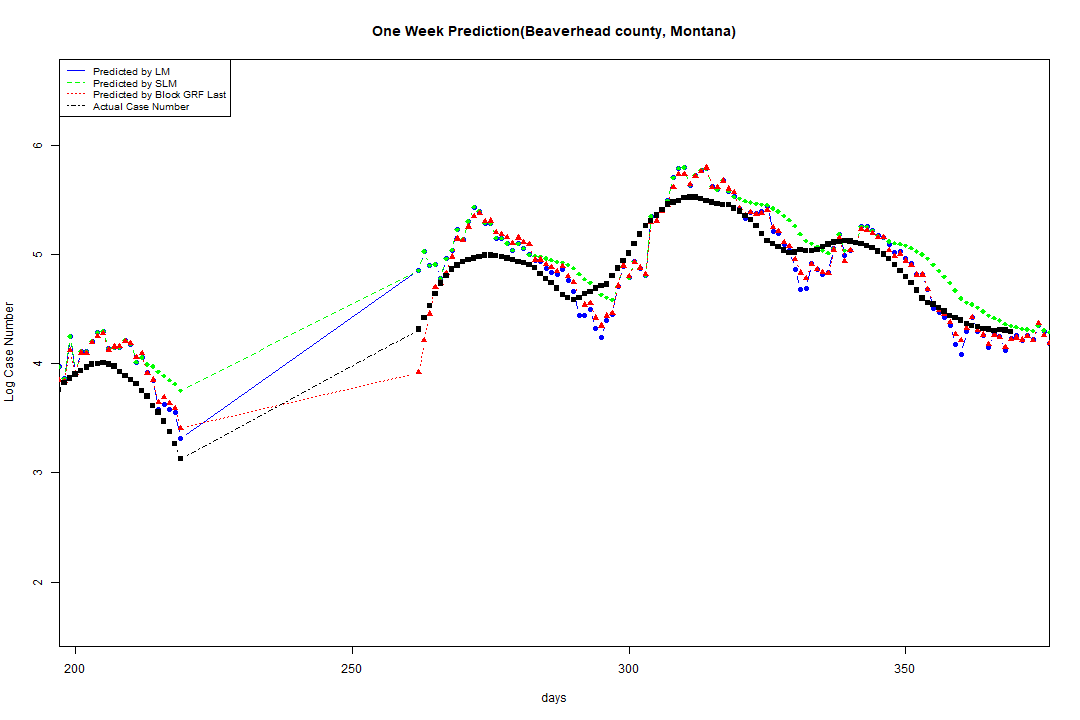 One Week Prediction(Beaverhead county, Montana)
Predicted by LM
Predicted by SLM
Predicted by Block GRF Last
Actual Case Number
6
5
4
3
2
Log Case Number
200 250 300 350
days